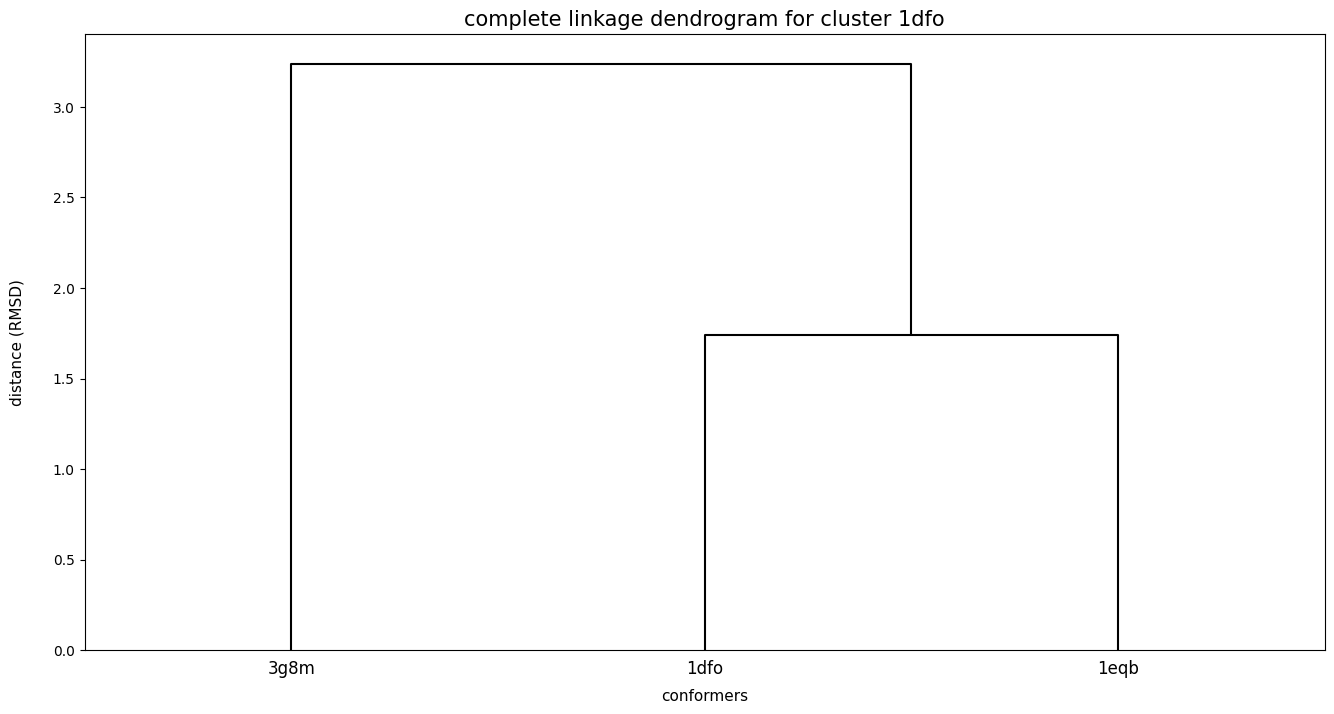 complete linkage dendrogram for cluster 1dfo
distance (RMSD)
3.0
2.5
2.0
1.5
1.0
0.5
0.0
3g8m 1dfo 1eqb
conformers